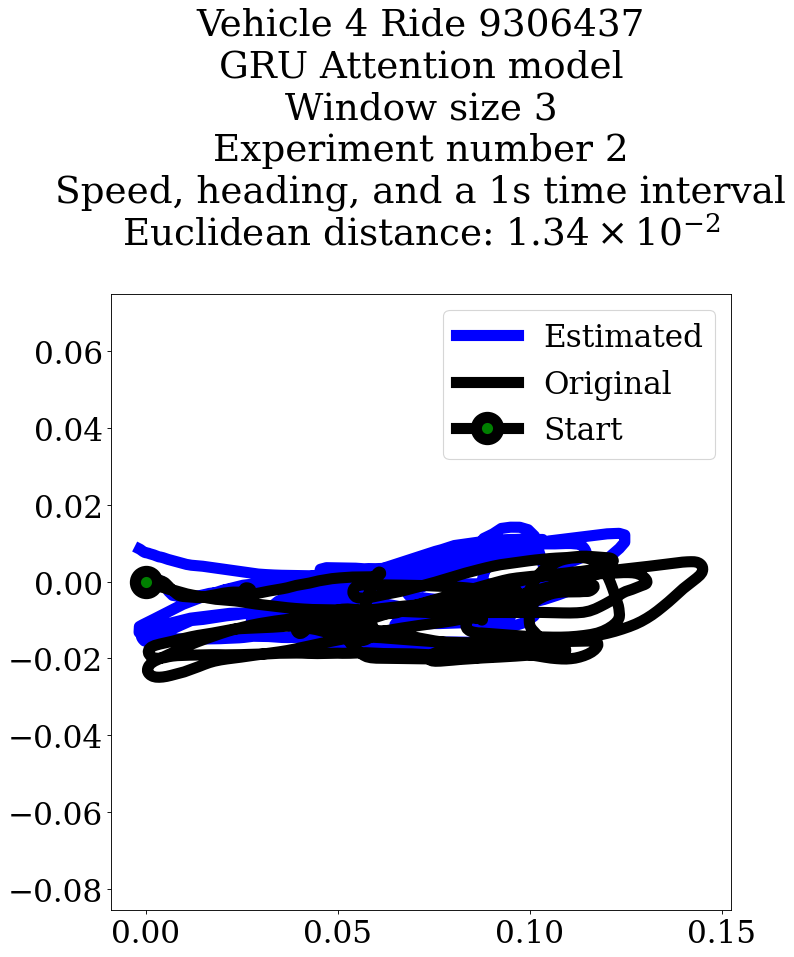 Vehicle 4 Ride 9306437
GRU Attention model
Window size 3
Experiment number 2
Speed, heading, and a 1s time interval
Euclidean distance: 1.34 × 10⁻²
Estimated
Original
Start
0.06
0.04
0.02
0.00
−0.02
−0.04
−0.06
−0.08
0.00 0.05 0.10 0.15